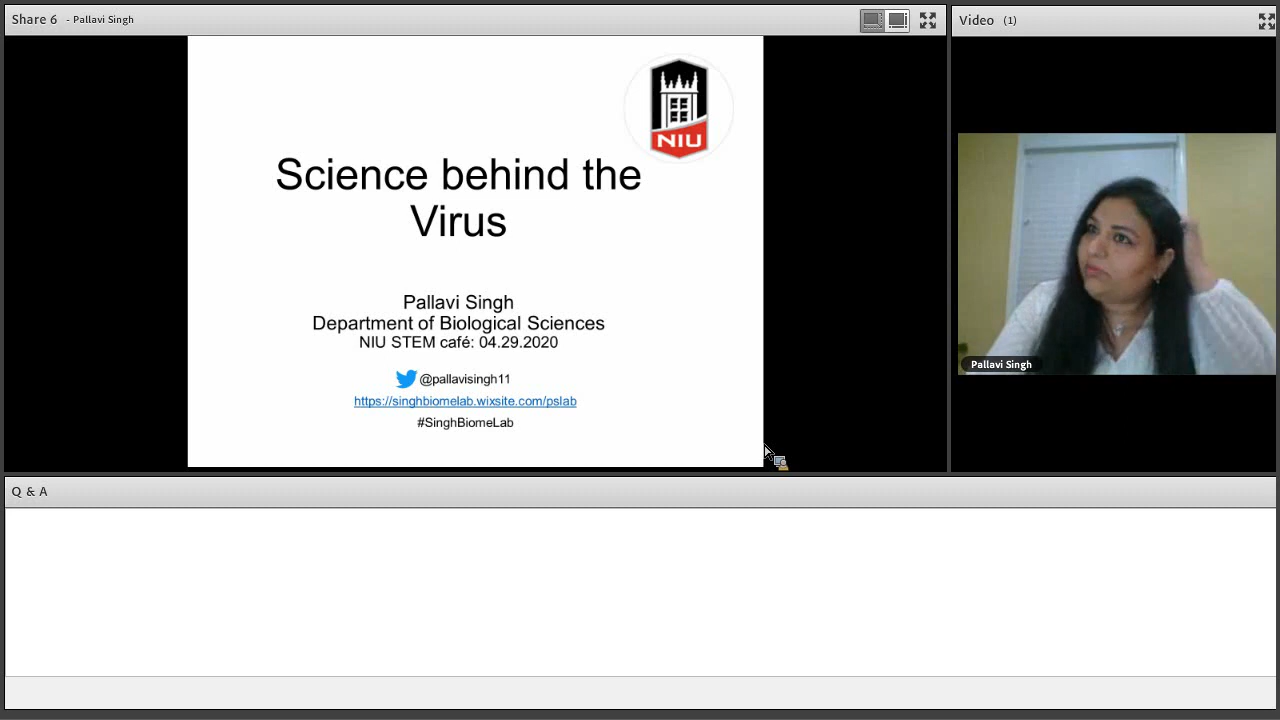 Share 6 - Pallavi Singh
Video (1)
NIU
Science behind the
Virus
Pallavi Singh
Department of Biological Sciences
NIU STEM café: 04.29.2020
@pallavisingh11
https://singhbiomelab.wixsite.com/pslab
#SinghBiomeLab
Pallavi Singh
Q & A